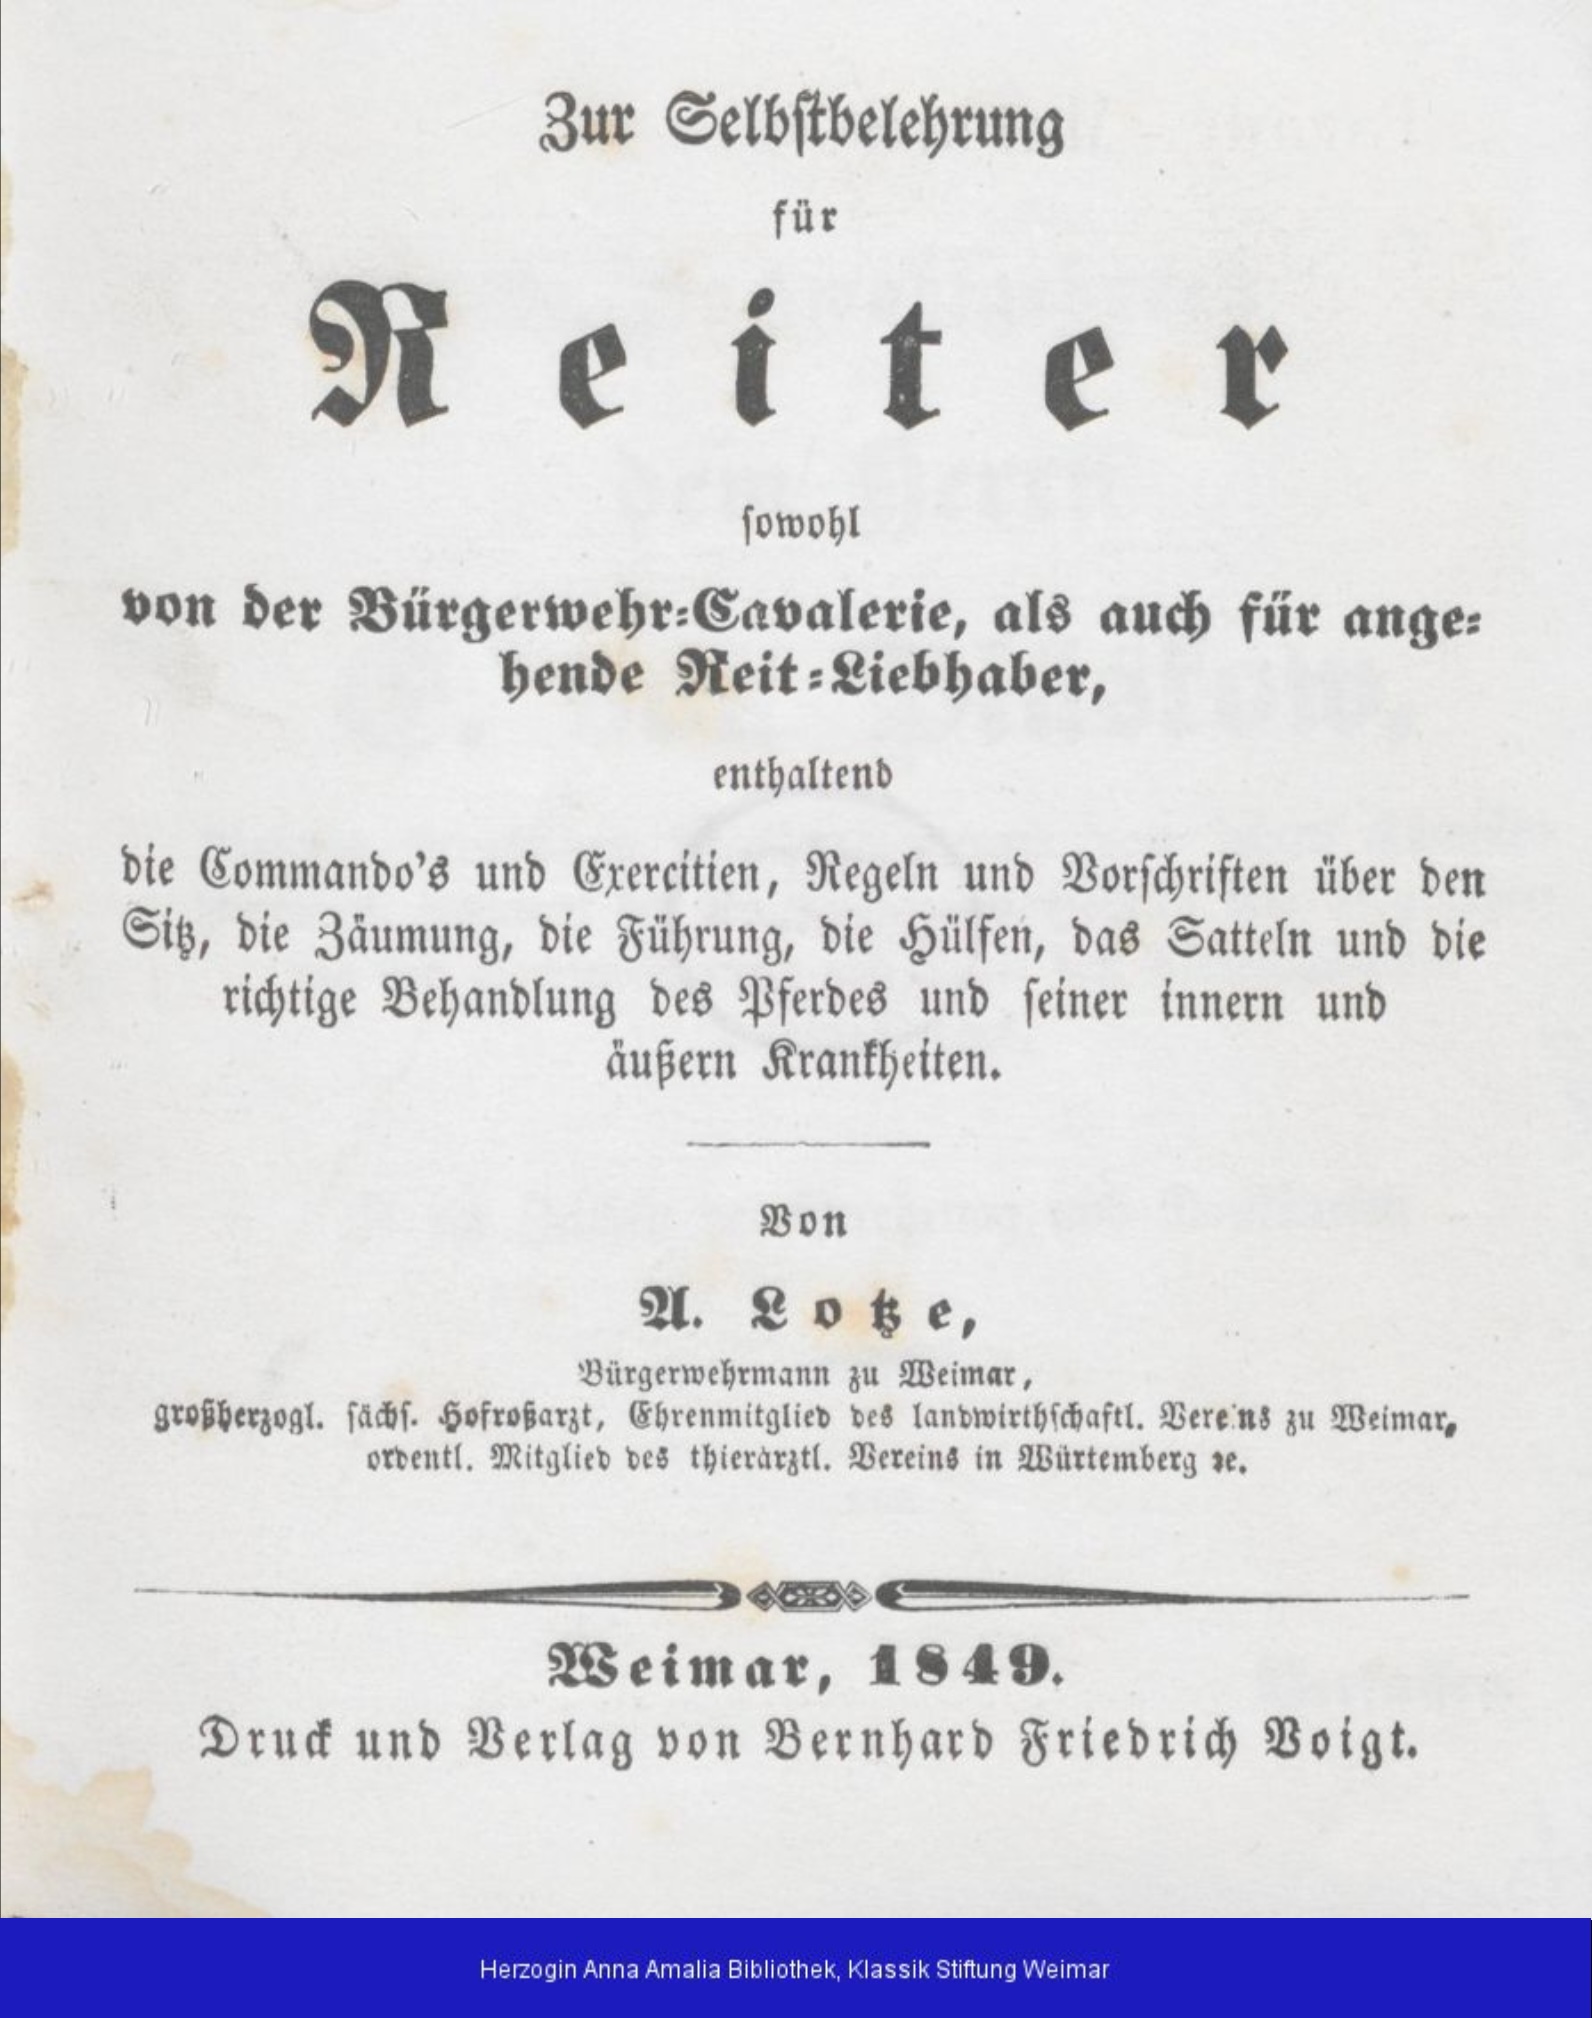 Zur Selbstbelehrung
für
Reiter
sowohl
von der Bürgerwehr-Cavalerie, als auch für ange-
hende Reit-Liebhaber,
enthaltend
die Commando's und Exercitien, Regeln und Vorschriften über den
Sitz, die Zäumung, die Führung, die Hülfen, das Satteln und die
richtige Behandlung des Pferdes und seiner innern und
äußern Krankheiten.
Von
A. Lotze,
Bürgerwehrmann zu Weimar,
großherzogl. sächs. Hofroßarzt, Ehrenmitglied des landwirthschaftl. Vereins zu Weimar,
ordentl. Mitglied des thierärztl. Vereins in Würtemberg ꝛc.
Weimar, 1849.
Druck und Verlag von Bernhard Friedrich Voigt.
Herzogin Anna Amalia Bibliothek, Klassik Stiftung Weimar